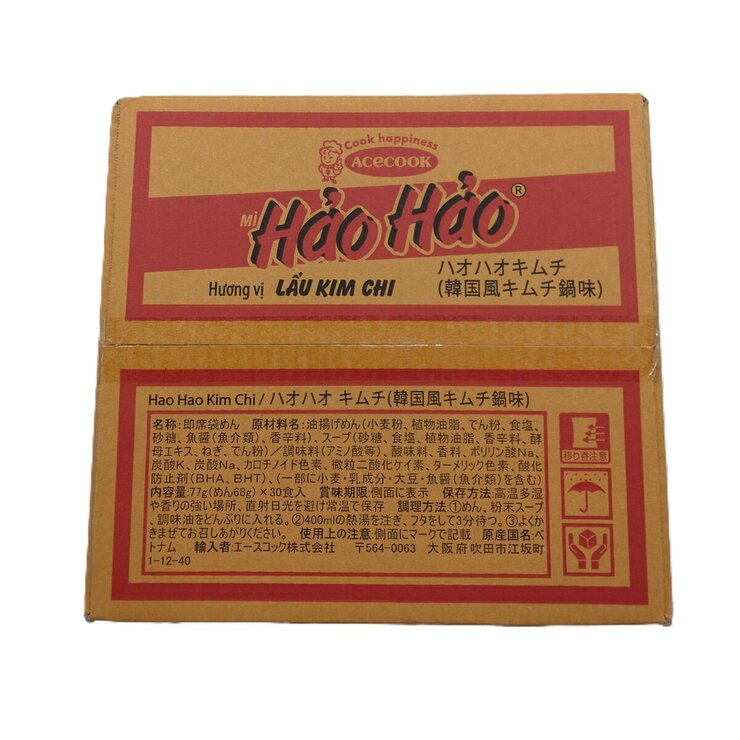 Cook happiness
ACECOOK
MÌ Hảo Hảo®
Hương vị LẨU KIM CHI
ハオハオキムチ
(韓国風キムチ鍋味)
Hao Hao Kim Chi / ハオハオ キムチ(韓国風キムチ鍋味)
名称:即席袋めん 原材料名:油揚げめん(小麦粉、植物油脂、でん粉、食塩、
砂糖、魚醤(魚介類)、香辛料)、スープ(砂糖、食塩、植物油脂、香辛料、酵
母エキス、ねぎ、でん粉)/調味料(アミノ酸等)、酸味料、香料、ポリリン酸Na、
炭酸K、炭酸Na、カロチノイド色素、微粒二酸化ケイ素、ターメリック色素、酸化
防止剤(BHA、BHT)、(一部に小麦・乳成分・大豆・魚醤(魚介類)を含む)
内容量:77g(めん68g)×30食入 賞味期限:側面に表示 保存方法:高温多湿
や香りの強い場所、直射日光を避け常温で保存 調理方法:①めん、粉末スープ
、調味油をどんぶりに入れる。②400mlの熱湯を注ぎ、フタをして3分待つ。③よくか
きまぜてお召しあがりください。 使用上の注意:側面にマークで記載 原産国名:ベ
トナム 輸入者:エースコック株式会社 〒564-0063 大阪府吹田市江坂町
1-12-40
移り香注意